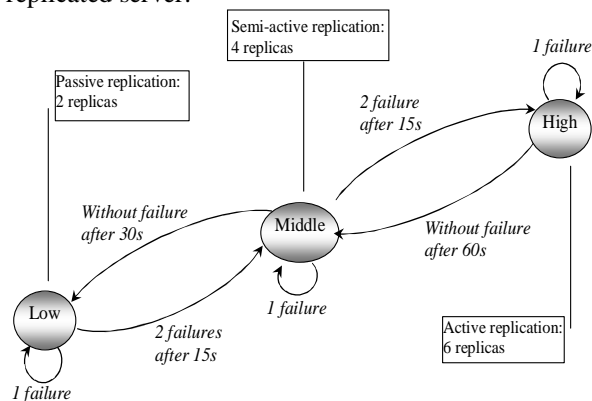 replicated server.
Semi-active replication:
4 replicas
1 failure
Passive replication:
2 replicas
2 failure
after 15s
High
Without failure
after 30s
Middle
Without failure
after 60s
1 failure
Low
2 failures
after 15s
Active replication:
6 replicas
1 failure